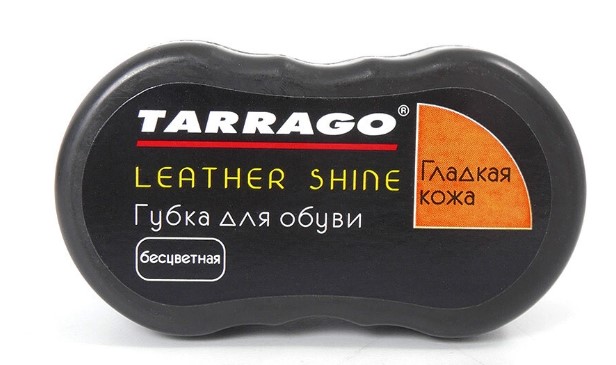 TARRAGO®
LEATHER SHINE
Губка для обуви
бесцветная
Гладкая
кожа